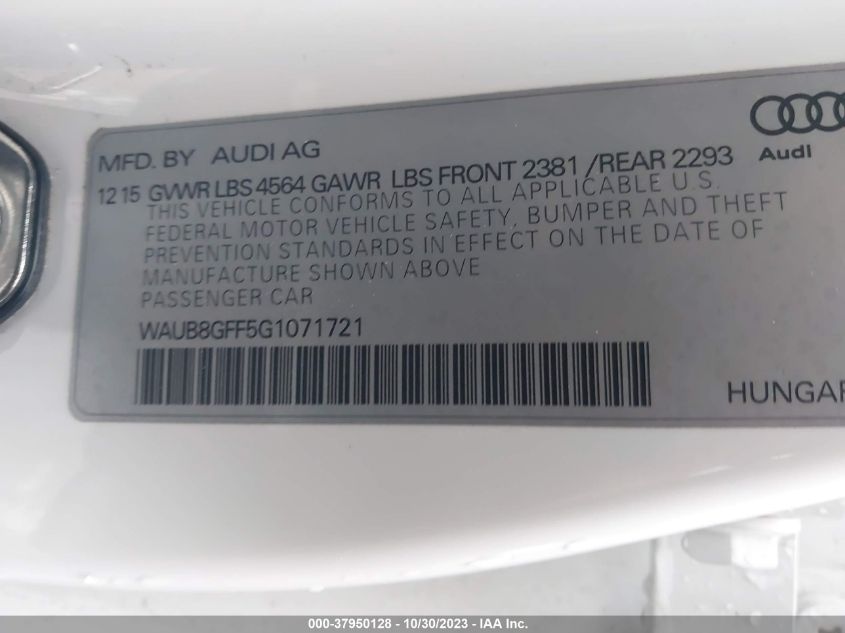 MFD. BY AUDI AG
Audi
12 15 GVWR LBS 4564 GAWR LBS FRONT 2381 / REAR 2293
THIS VEHICLE CONFORMS TO ALL APPLICABLE U.S.
FEDERAL MOTOR VEHICLE SAFETY, BUMPER AND THEFT
PREVENTION STANDARDS IN EFFECT ON THE DATE OF
MANUFACTURE SHOWN ABOVE
PASSENGER CAR
WAUB8GFF5G1071721
HUNGAR
000-37950128 - 10/30/2023 - IAA Inc.